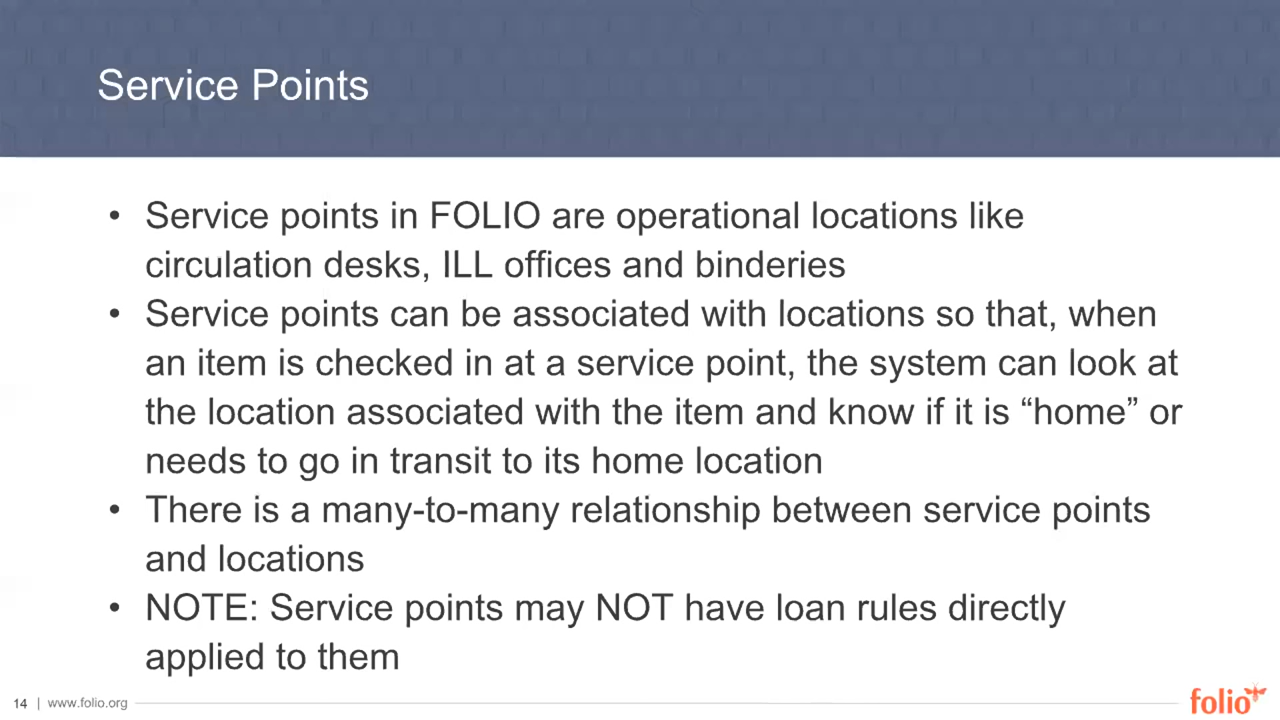 Service Points
• Service points in FOLIO are operational locations like
circulation desks, ILL offices and binderies
• Service points can be associated with locations so that, when
an item is checked in at a service point, the system can look at
the location associated with the item and know if it is “home” or
needs to go in transit to its home location
• There is a many-to-many relationship between service points
and locations
• NOTE: Service points may NOT have loan rules directly
applied to them
14 | www.folio.org
folio